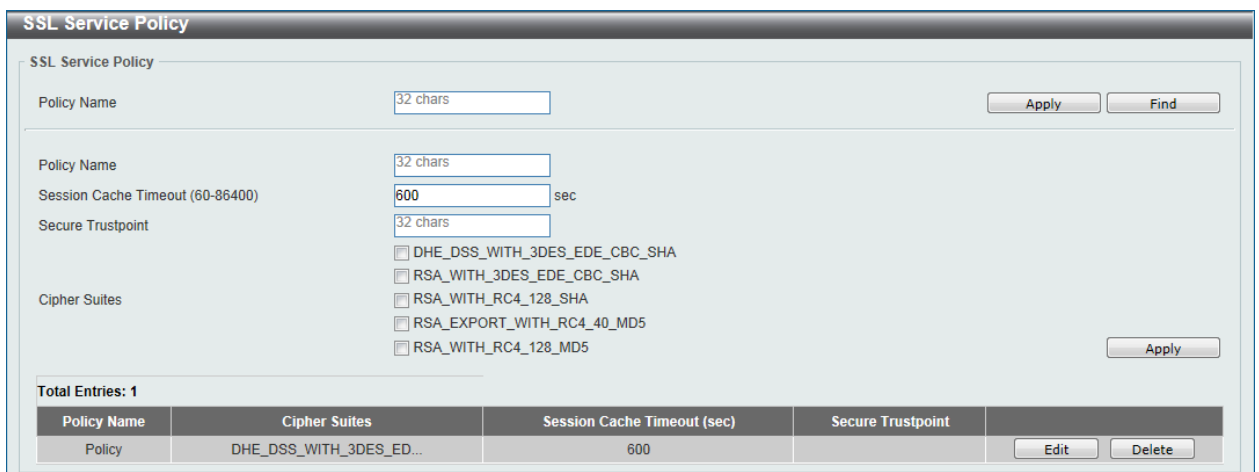 SSL Service Policy
SSL Service Policy
Policy Name 32 chars Apply Find
Policy Name 32 chars
Session Cache Timeout (60-86400) 600 sec
Secure Trustpoint 32 chars
DHE_DSS_WITH_3DES_EDE_CBC_SHA
RSA_WITH_3DES_EDE_CBC_SHA
Cipher Suites RSA_WITH_RC4_128_SHA
RSA_EXPORT_WITH_RC4_40_MD5
RSA_WITH_RC4_128_MD5 Apply
Total Entries: 1
Policy Name Cipher Suites Session Cache Timeout (sec) Secure Trustpoint
Policy DHE_DSS_WITH_3DES_ED... 600 Edit Delete